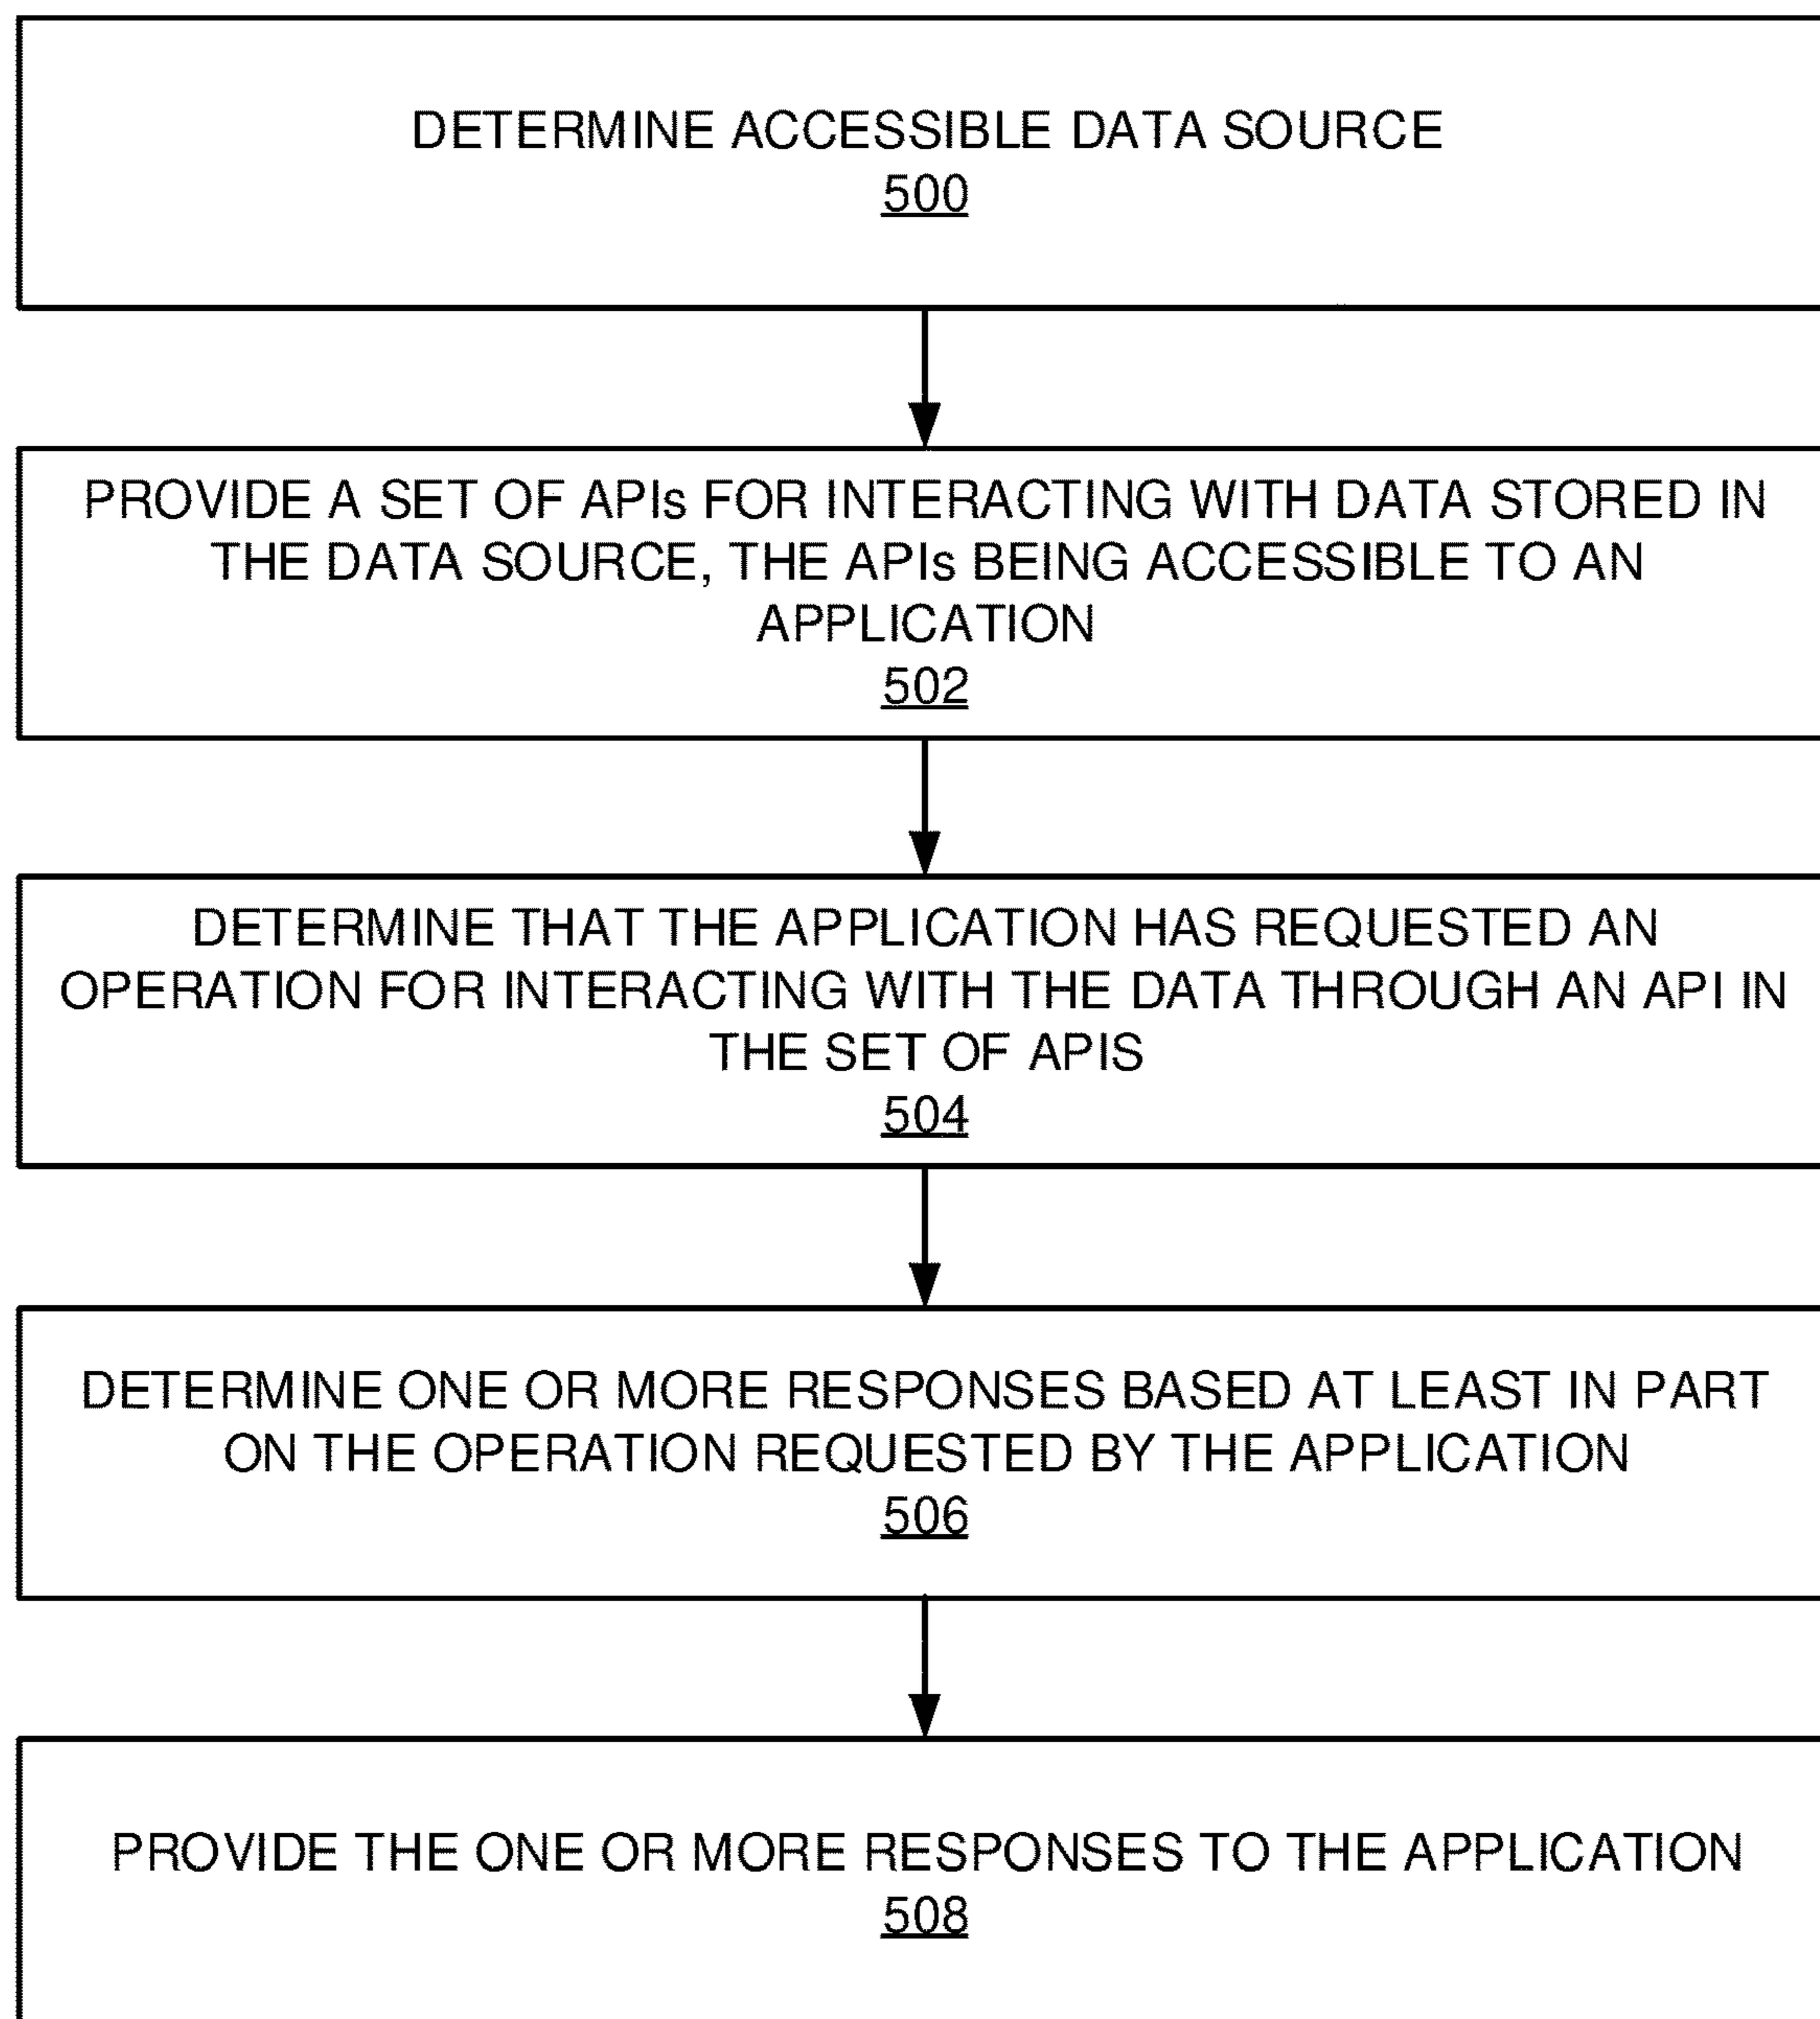 DETERMINE ACCESSIBLE DATA SOURCE
500
PROVIDE A SET OF APIs FOR INTERACTING WITH DATA STORED IN
THE DATA SOURCE, THE APIs BEING ACCESSIBLE TO AN
APPLICATION
502
DETERMINE THAT THE APPLICATION HAS REQUESTED AN
OPERATION FOR INTERACTING WITH THE DATA THROUGH AN API IN
THE SET OF APIS
504
DETERMINE ONE OR MORE RESPONSES BASED AT LEAST IN PART
ON THE OPERATION REQUESTED BY THE APPLICATION
506
PROVIDE THE ONE OR MORE RESPONSES TO THE APPLICATION
508